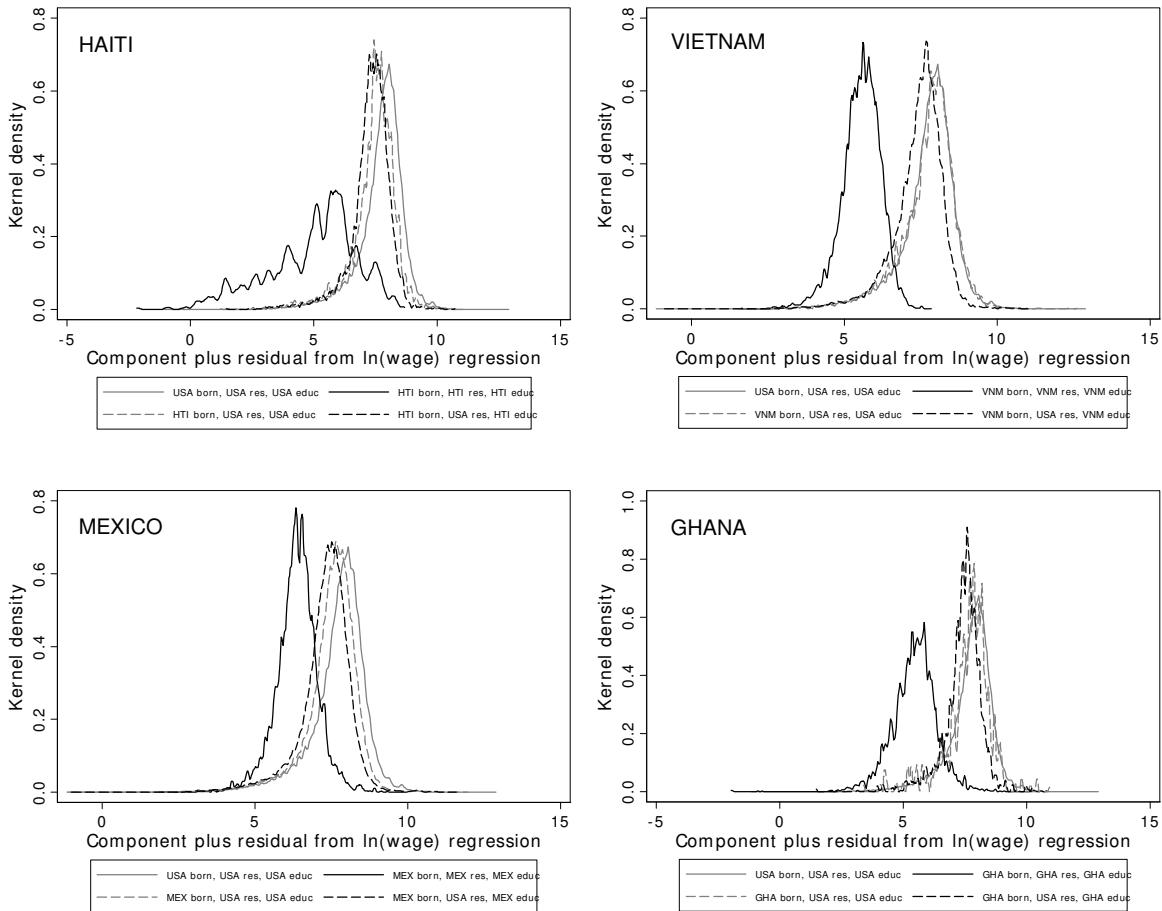 HAITI
Kernel density
0.0 0.2 0.4 0.6 0.8
-5 0 5 10 15
Component plus residual from ln(wage) regression
USA born, USA res, USA educ HTI born, HTI res, HTI educ
HTI born, USA res, USA educ HTI born, USA res, HTI educ
VIETNAM
Kernel density
0.0 0.2 0.4 0.6 0.8
0 5 10 15
Component plus residual from ln(wage) regression
USA born, USA res, USA educ VNM born, VNM res, VNM educ
VNM born, USA res, USA educ VNM born, USA res, VNM educ
MEXICO
Kernel density
0.0 0.2 0.4 0.6 0.8
0 5 10 15
Component plus residual from ln(wage) regression
USA born, USA res, USA educ MEX born, MEX res, MEX educ
MEX born, USA res, USA educ MEX born, USA res, MEX educ
GHANA
Kernel density
0.0 0.2 0.4 0.6 0.8 1.0
-5 0 5 10 15
Component plus residual from ln(wage) regression
USA born, USA res, USA educ GHA born, GHA res, GHA educ
GHA born, USA res, USA educ GHA born, USA res, GHA educ